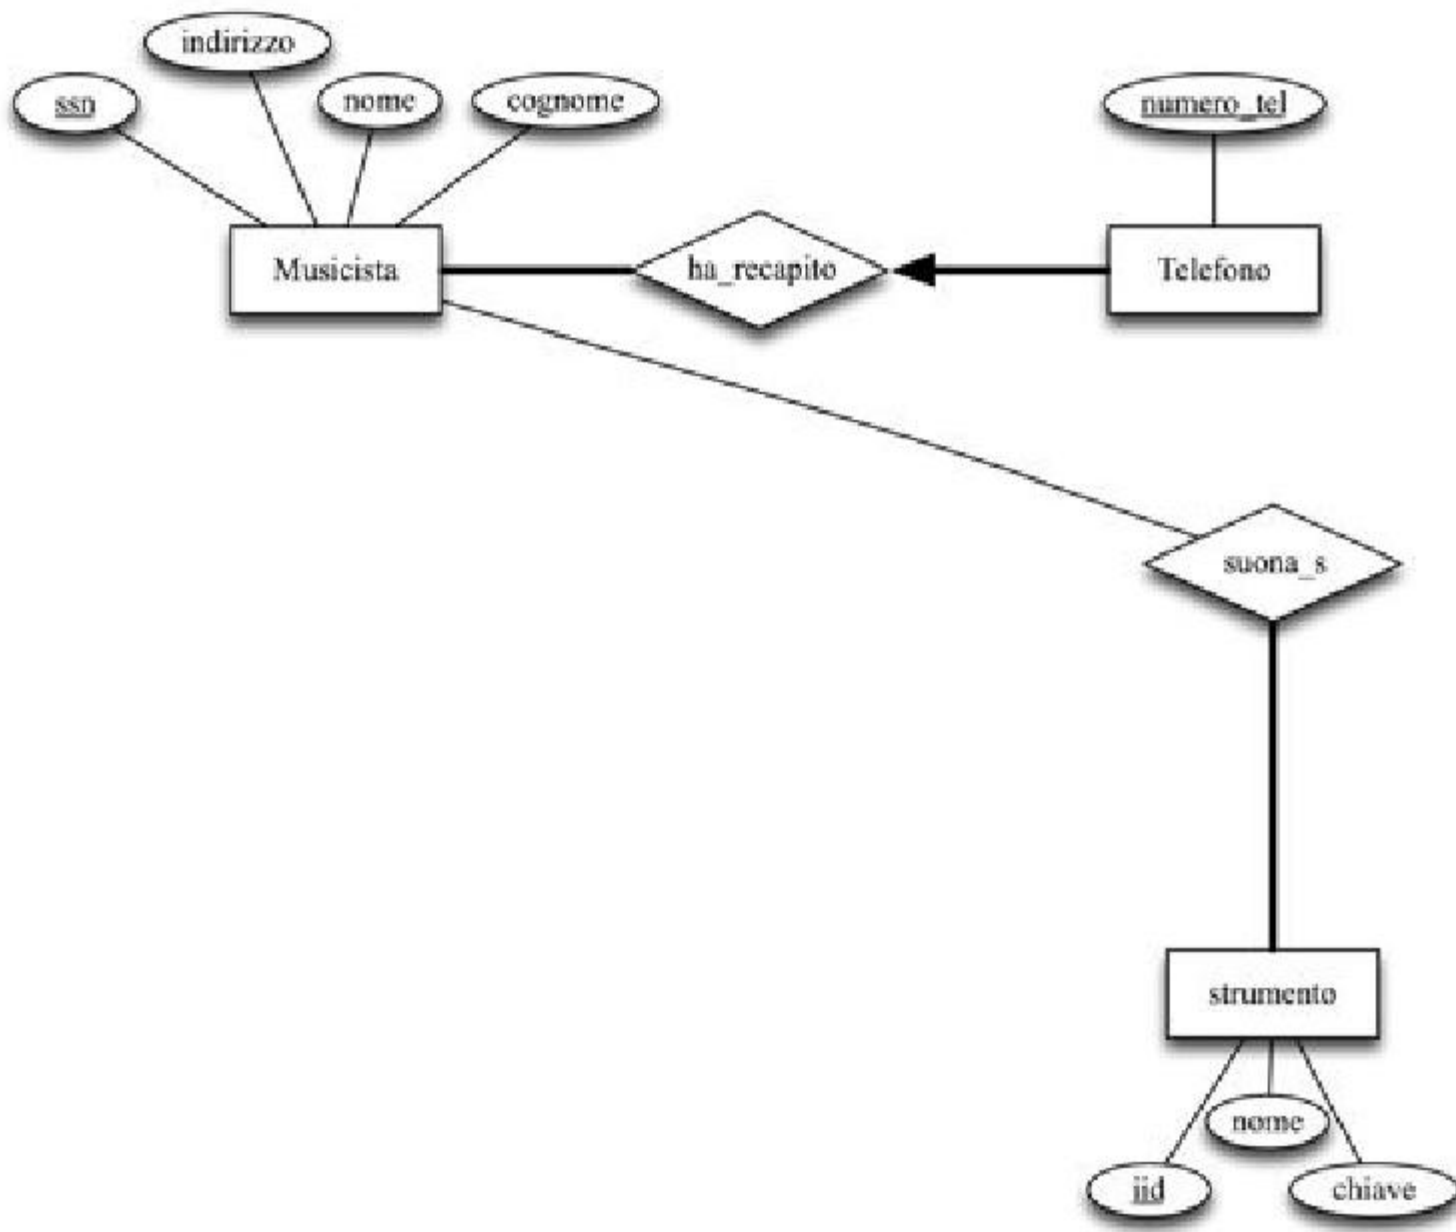 indirizzo
ssn
nome
cognome
numero_tel
Musicista
ha_recapito
Telefono
suona_s
strumento
nome
iid
chiave